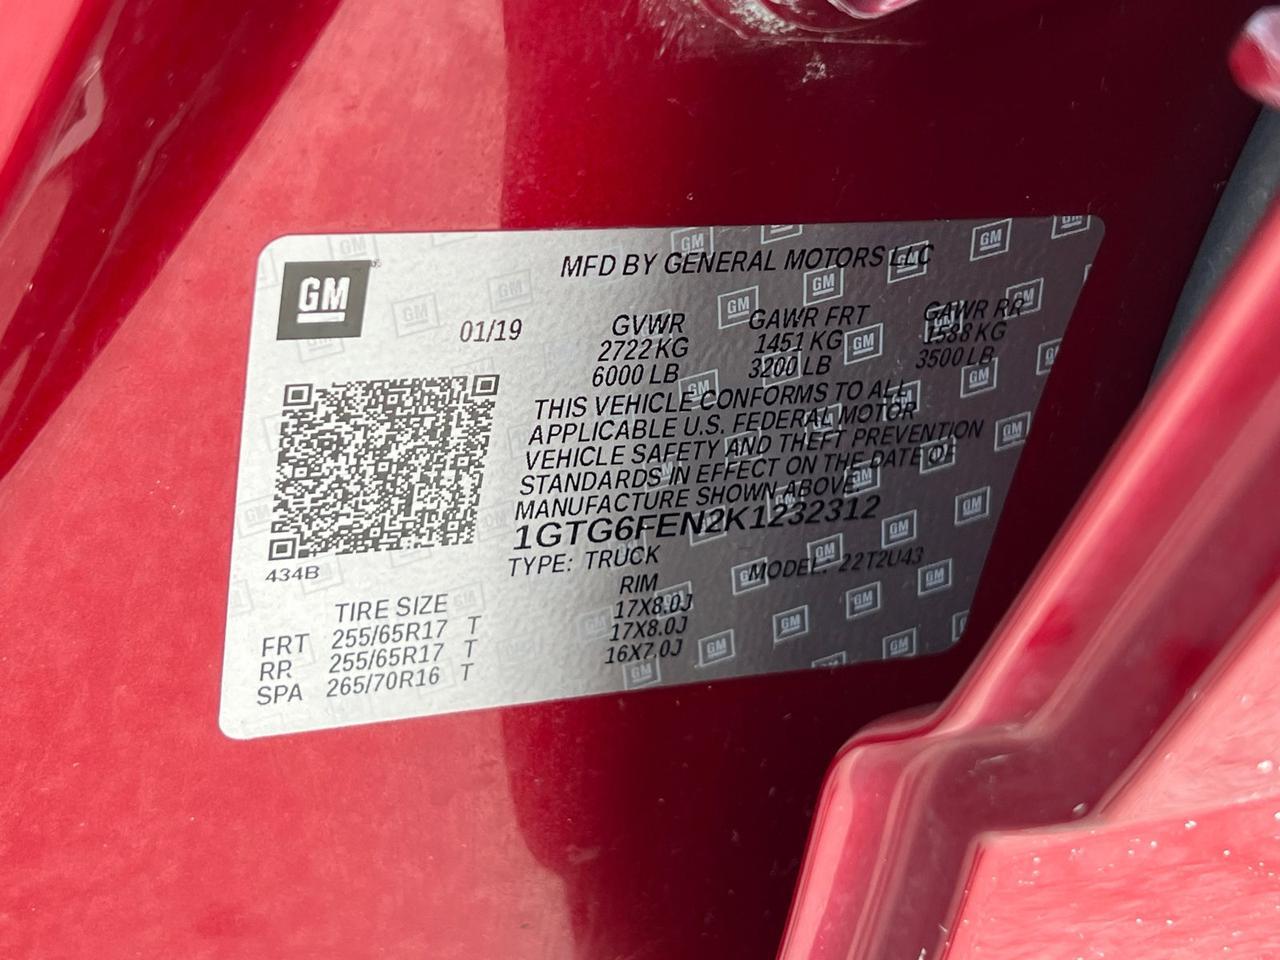 GM
MFD BY GENERAL MOTORS LLC
01/19
GVWR GAWR FRT GAWR RR
2722 KG 1451 KG 1588 KG
6000 LB 3200 LB 3500 LB
THIS VEHICLE CONFORMS TO ALL
APPLICABLE U.S. FEDERAL MOTOR
VEHICLE SAFETY AND THEFT PREVENTION
STANDARDS IN EFFECT ON THE DATE OF
MANUFACTURE SHOWN ABOVE.
1GTG6FEN2K1232312
TYPE: TRUCK MODEL: 22T2U43
434B
TIRE SIZE RIM
FRT 255/65R17 T 17X8.0J
RR 255/65R17 T 17X8.0J
SPA 265/70R16 T 16X7.0J